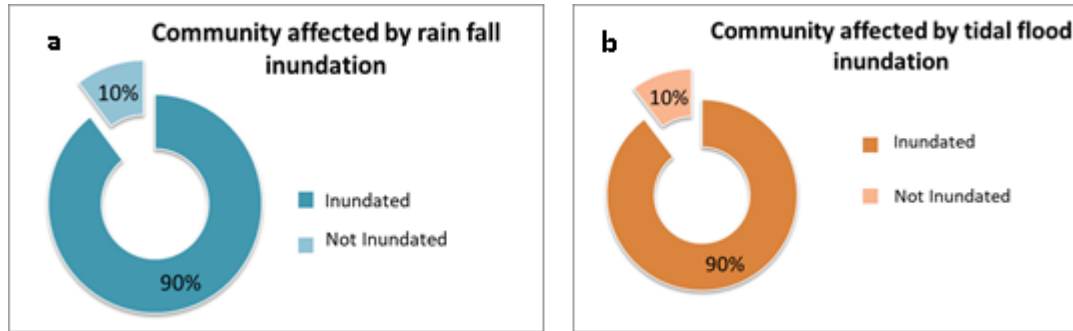 a
Community affected by rain fall
inundation
10%
Inundated
Not Inundated
90%
b
Community affected by tidal flood
inundation
10%
Inundated
Not Inundated
90%